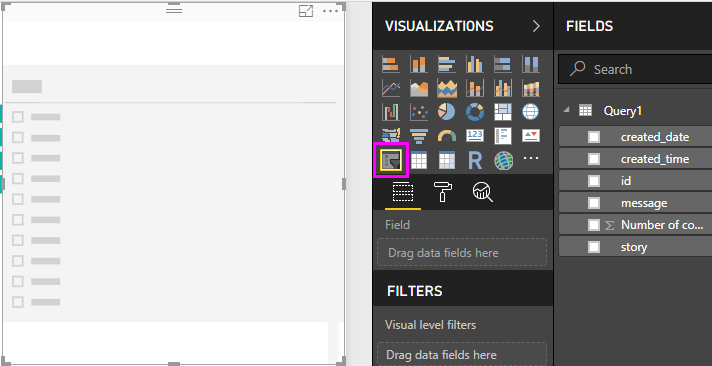 VISUALIZATIONS
FIELDS
Search
Query1
created_date
created_time
id
message
Σ Number of co...
story
123
R
Field
Drag data fields here
FILTERS
Visual level filters
Drag data fields here